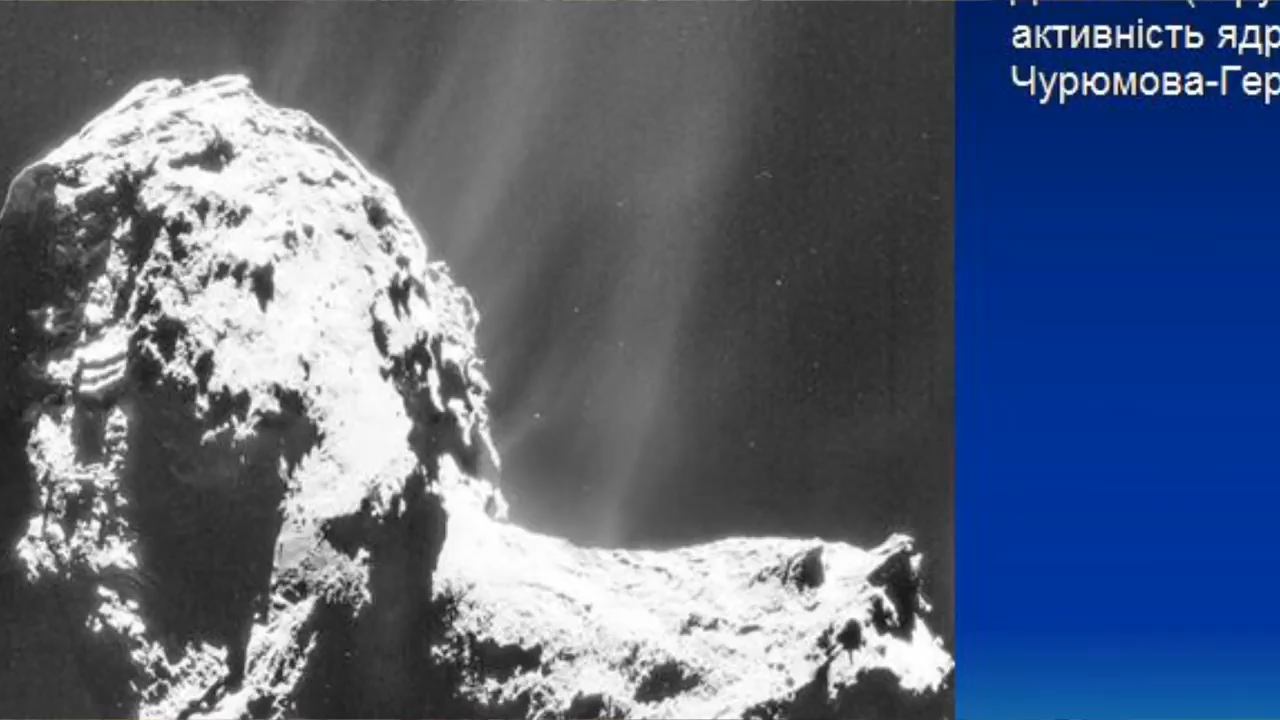 активність ядр
Чурюмова-Гер